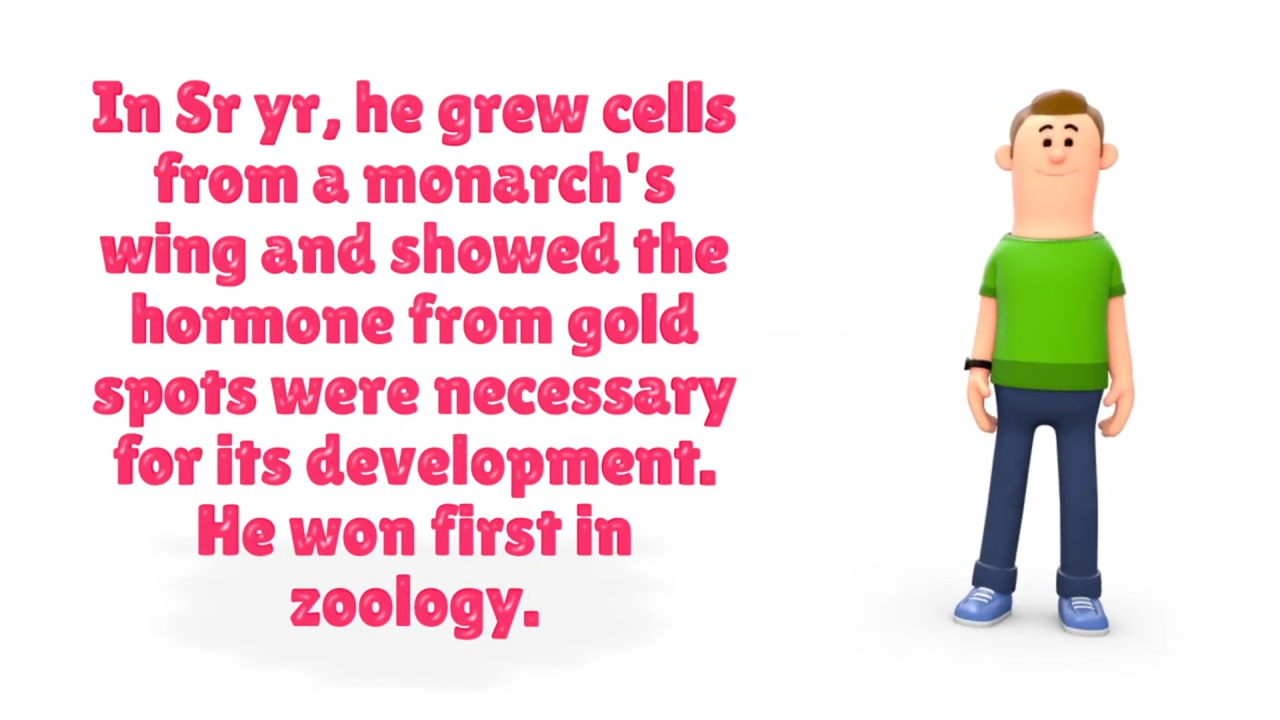 In Sr yr, he grew cells
from a monarch's
wing and showed the
hormone from gold
spots were necessary
for its development.
He won first in
zoology.